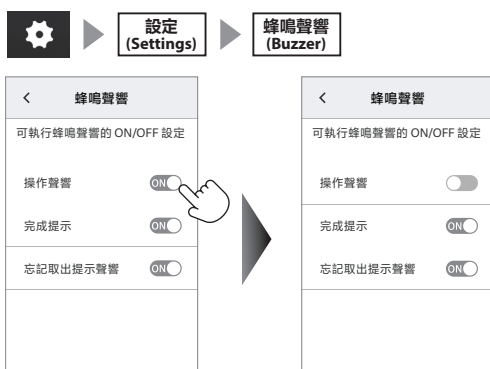 設定
(Settings)
蜂鳴聲響
(Buzzer)
蜂鳴聲響
可執行蜂鳴聲響的 ON/OFF 設定
操作聲響 ON
完成提示 ON
忘記取出提示聲響 ON
蜂鳴聲響
可執行蜂鳴聲響的 ON/OFF 設定
操作聲響
完成提示 ON
忘記取出提示聲響 ON